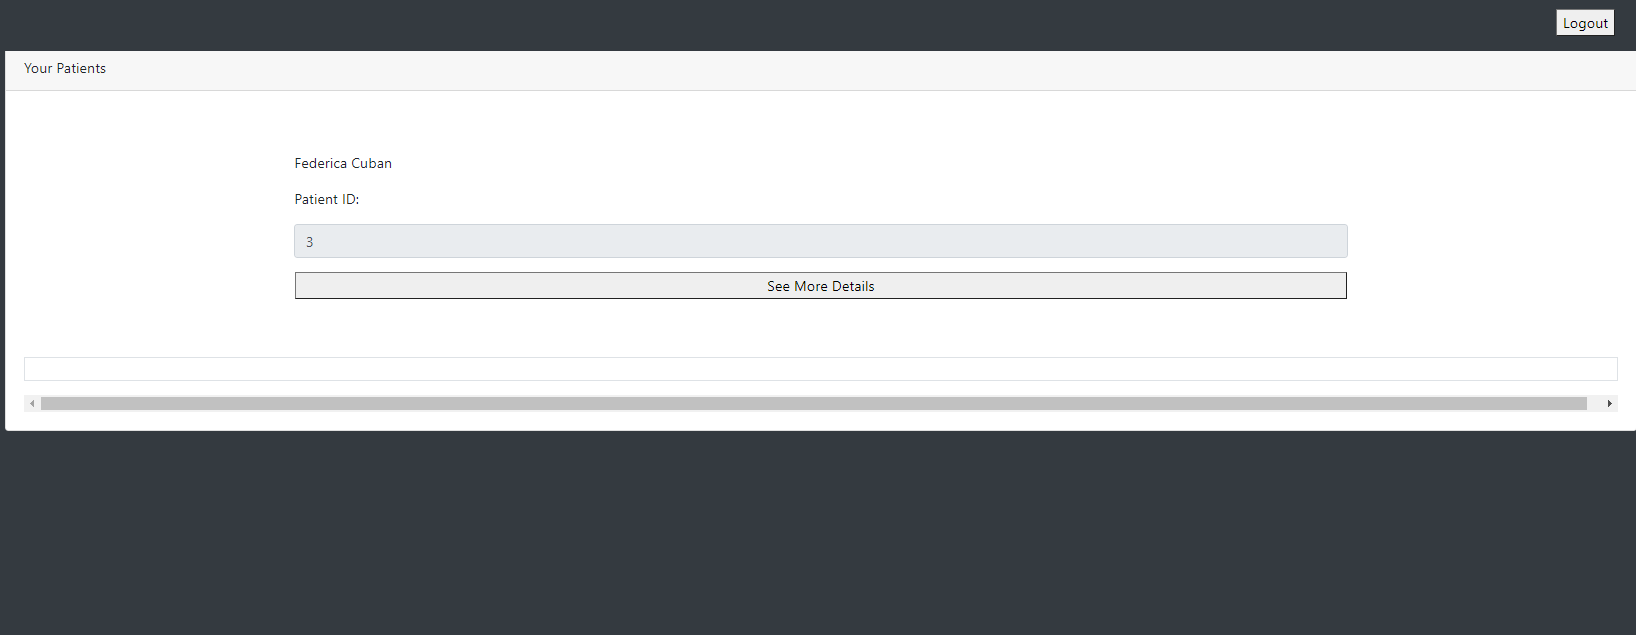 Logout
Your Patients
Federica Cuban
Patient ID:
3
See More Details